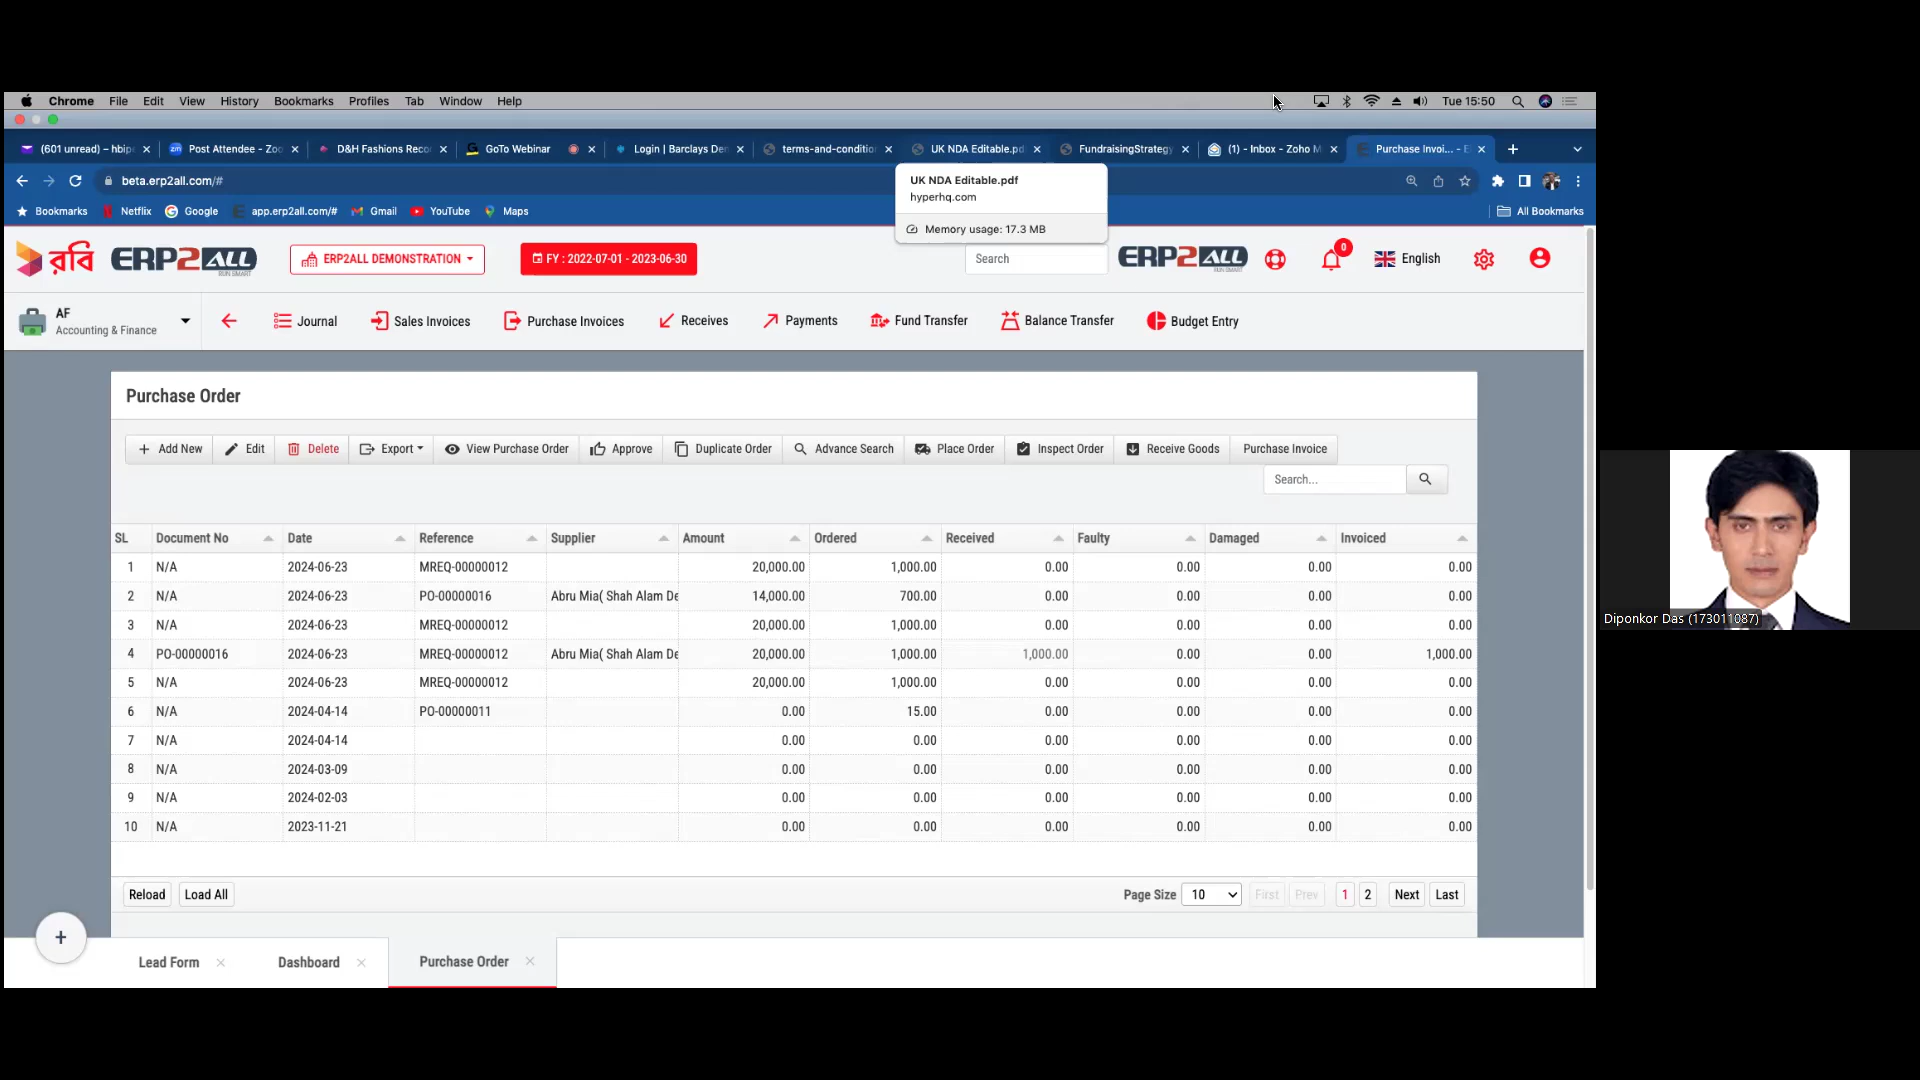 Chrome File Edit View History Bookmarks Profiles Tab Window Help Tue 15:50
(601 unread) – hbip Post Attendee - Zoo D&H Fashions Reco GoTo Webinar Login | Barclays Den terms-and-conditio UK NDA Editable.pd FundraisingStrategy (1) - Inbox - Zoho M Purchase Invoi... - E
beta.erp2all.com/#
UK NDA Editable.pdf
hyperhq.com
Memory usage: 17.3 MB
Bookmarks Netflix Google app.erp2all.com/# Gmail YouTube Maps All Bookmarks
রবি ERP2ALL RUN SMART ERP2ALL DEMONSTRATION FY : 2022-07-01 - 2023-06-30 Search ERP2ALL RUN SMART 0 English
AF
Accounting & Finance
Journal Sales Invoices Purchase Invoices Receives Payments Fund Transfer Balance Transfer Budget Entry
Purchase Order
Add New Edit Delete Export View Purchase Order Approve Duplicate Order Advance Search Place Order Inspect Order Receive Goods Purchase Invoice
Search...
SL Document No Date Reference Supplier Amount Ordered Received Faulty Damaged Invoiced
1 N/A 2024-06-23 MREQ-00000012 20,000.00 1,000.00 0.00 0.00 0.00 0.00
2 N/A 2024-06-23 PO-00000016 Abru Mia( Shah Alam De 14,000.00 700.00 0.00 0.00 0.00 0.00
3 N/A 2024-06-23 MREQ-00000012 20,000.00 1,000.00 0.00 0.00 0.00 0.00
4 PO-00000016 2024-06-23 MREQ-00000012 Abru Mia( Shah Alam De 20,000.00 1,000.00 1,000.00 0.00 0.00 1,000.00
5 N/A 2024-06-23 MREQ-00000012 20,000.00 1,000.00 0.00 0.00 0.00 0.00
6 N/A 2024-04-14 PO-00000011 0.00 15.00 0.00 0.00 0.00 0.00
7 N/A 2024-04-14 0.00 0.00 0.00 0.00 0.00 0.00
8 N/A 2024-03-09 0.00 0.00 0.00 0.00 0.00 0.00
9 N/A 2024-02-03 0.00 0.00 0.00 0.00 0.00 0.00
10 N/A 2023-11-21 0.00 0.00 0.00 0.00 0.00 0.00
Reload Load All Page Size 10 First Prev 1 2 Next Last
Lead Form Dashboard Purchase Order
Diponkor Das (173011087)